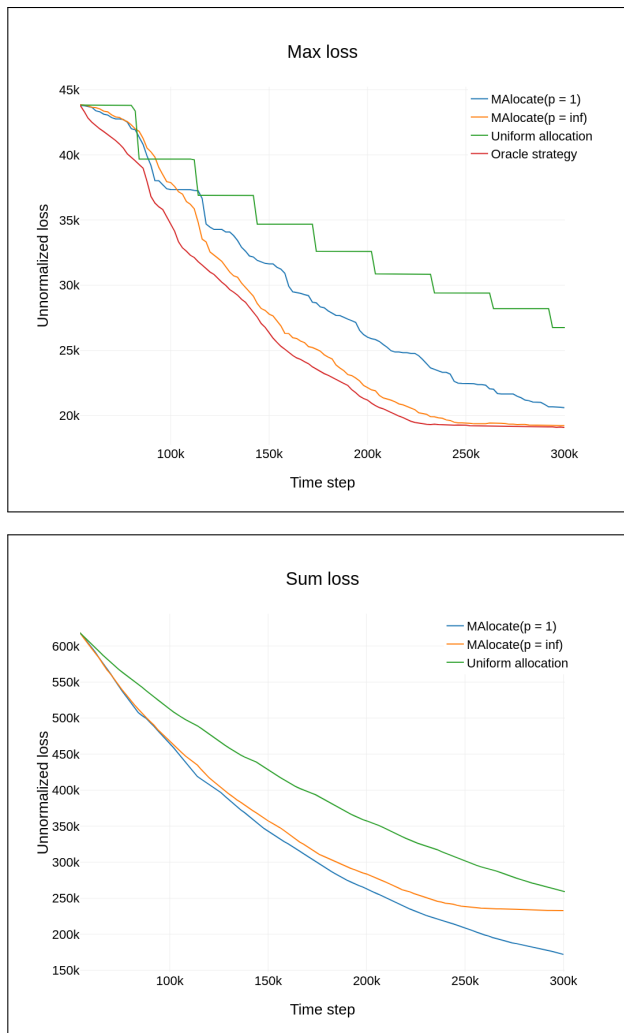 Max loss
45k
40k
35k
30k
25k
20k
Unnormalized loss
MAlocate(p = 1)
MAlocate(p = inf)
Uniform allocation
Oracle strategy
100k
150k
200k
250k
300k
Time step
Sum loss
600k
550k
500k
450k
400k
350k
300k
250k
200k
150k
Unnormalized loss
MAlocate(p = 1)
MAlocate(p = inf)
Uniform allocation
100k
150k
200k
250k
300k
Time step